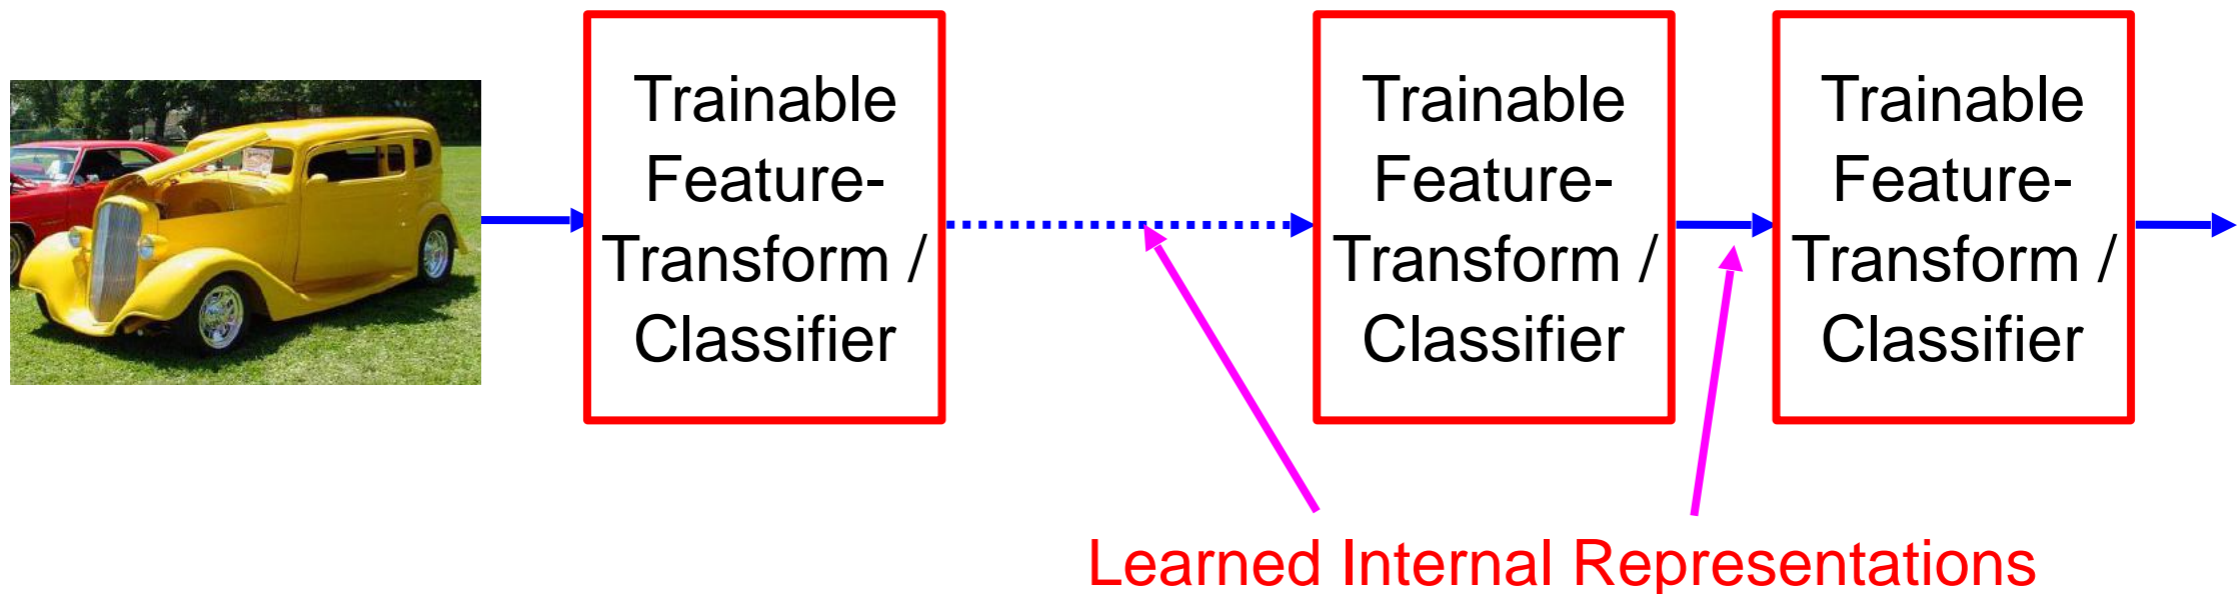 Trainable
Feature-
Transform /
Classifier
Trainable
Feature-
Transform /
Classifier
Trainable
Feature-
Transform /
Classifier
Learned Internal Representations